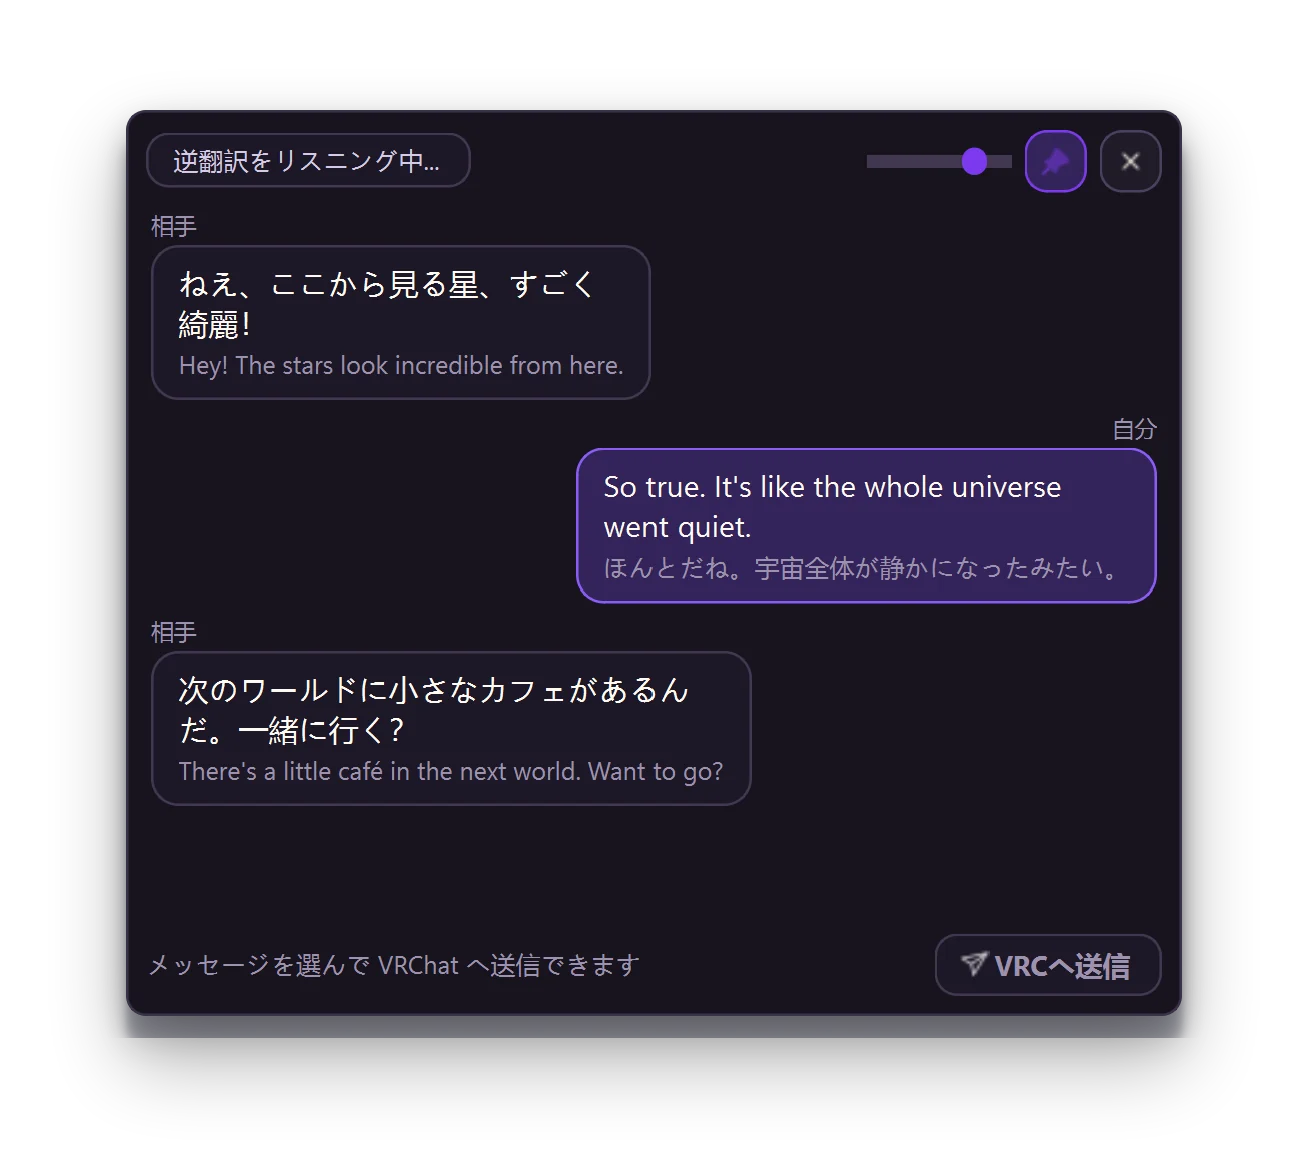 逆翻訳をリスニング中...
相手
ねえ、ここから見る星、すごく
綺麗！
Hey! The stars look incredible from here.
自分
So true. It's like the whole universe
went quiet.
ほんとだね。宇宙全体が静かになったみたい。
相手
次のワールドに小さなカフェがあるん
だ。一緒に行く？
There's a little café in the next world. Want to go?
メッセージを選んで VRChat へ送信できます
VRCへ送信